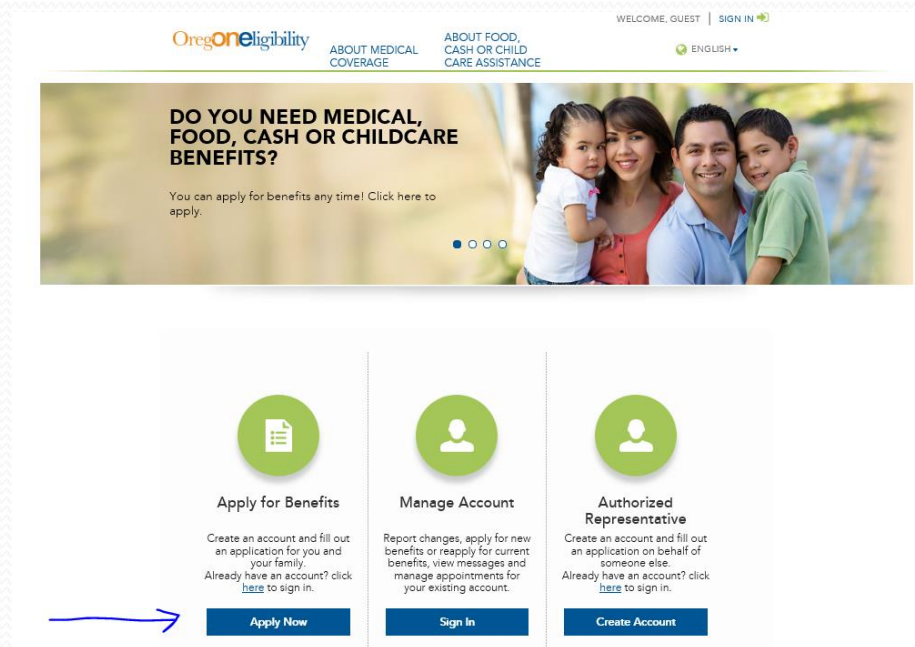 WELCOME, GUEST | SIGN IN
OregONeligibility
ABOUT MEDICAL
COVERAGE
ABOUT FOOD,
CASH OR CHILD
CARE ASSISTANCE
ENGLISH
DO YOU NEED MEDICAL,
FOOD, CASH OR CHILDCARE
BENEFITS?
You can apply for benefits any time! Click here to
apply.
Apply for Benefits
Create an account and fill out
an application for you and
your family.
Already have an account? click
here to sign in.
Apply Now
Manage Account
Report changes, apply for new
benefits or reapply for current
benefits, view messages and
manage appointments for
your existing account.
Sign In
Authorized
Representative
Create an account and fill out
an application on behalf of
someone else.
Already have an account? click
here to sign in.
Create Account